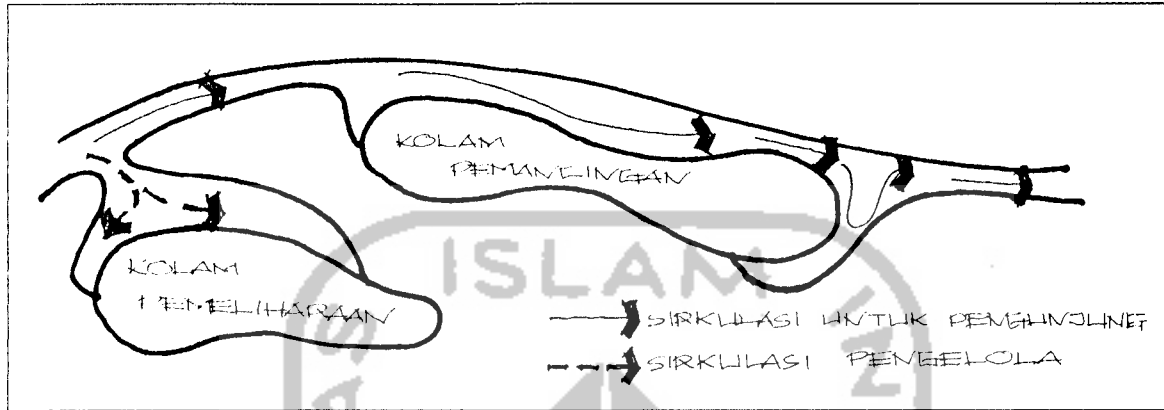 KOLAM
PEMANCINGAN
KOLAM
PEMELIHARAAN
SIRKULASI UNTUK PENGUNJUNG
SIRKULASI PENGELOLA
ISLAM